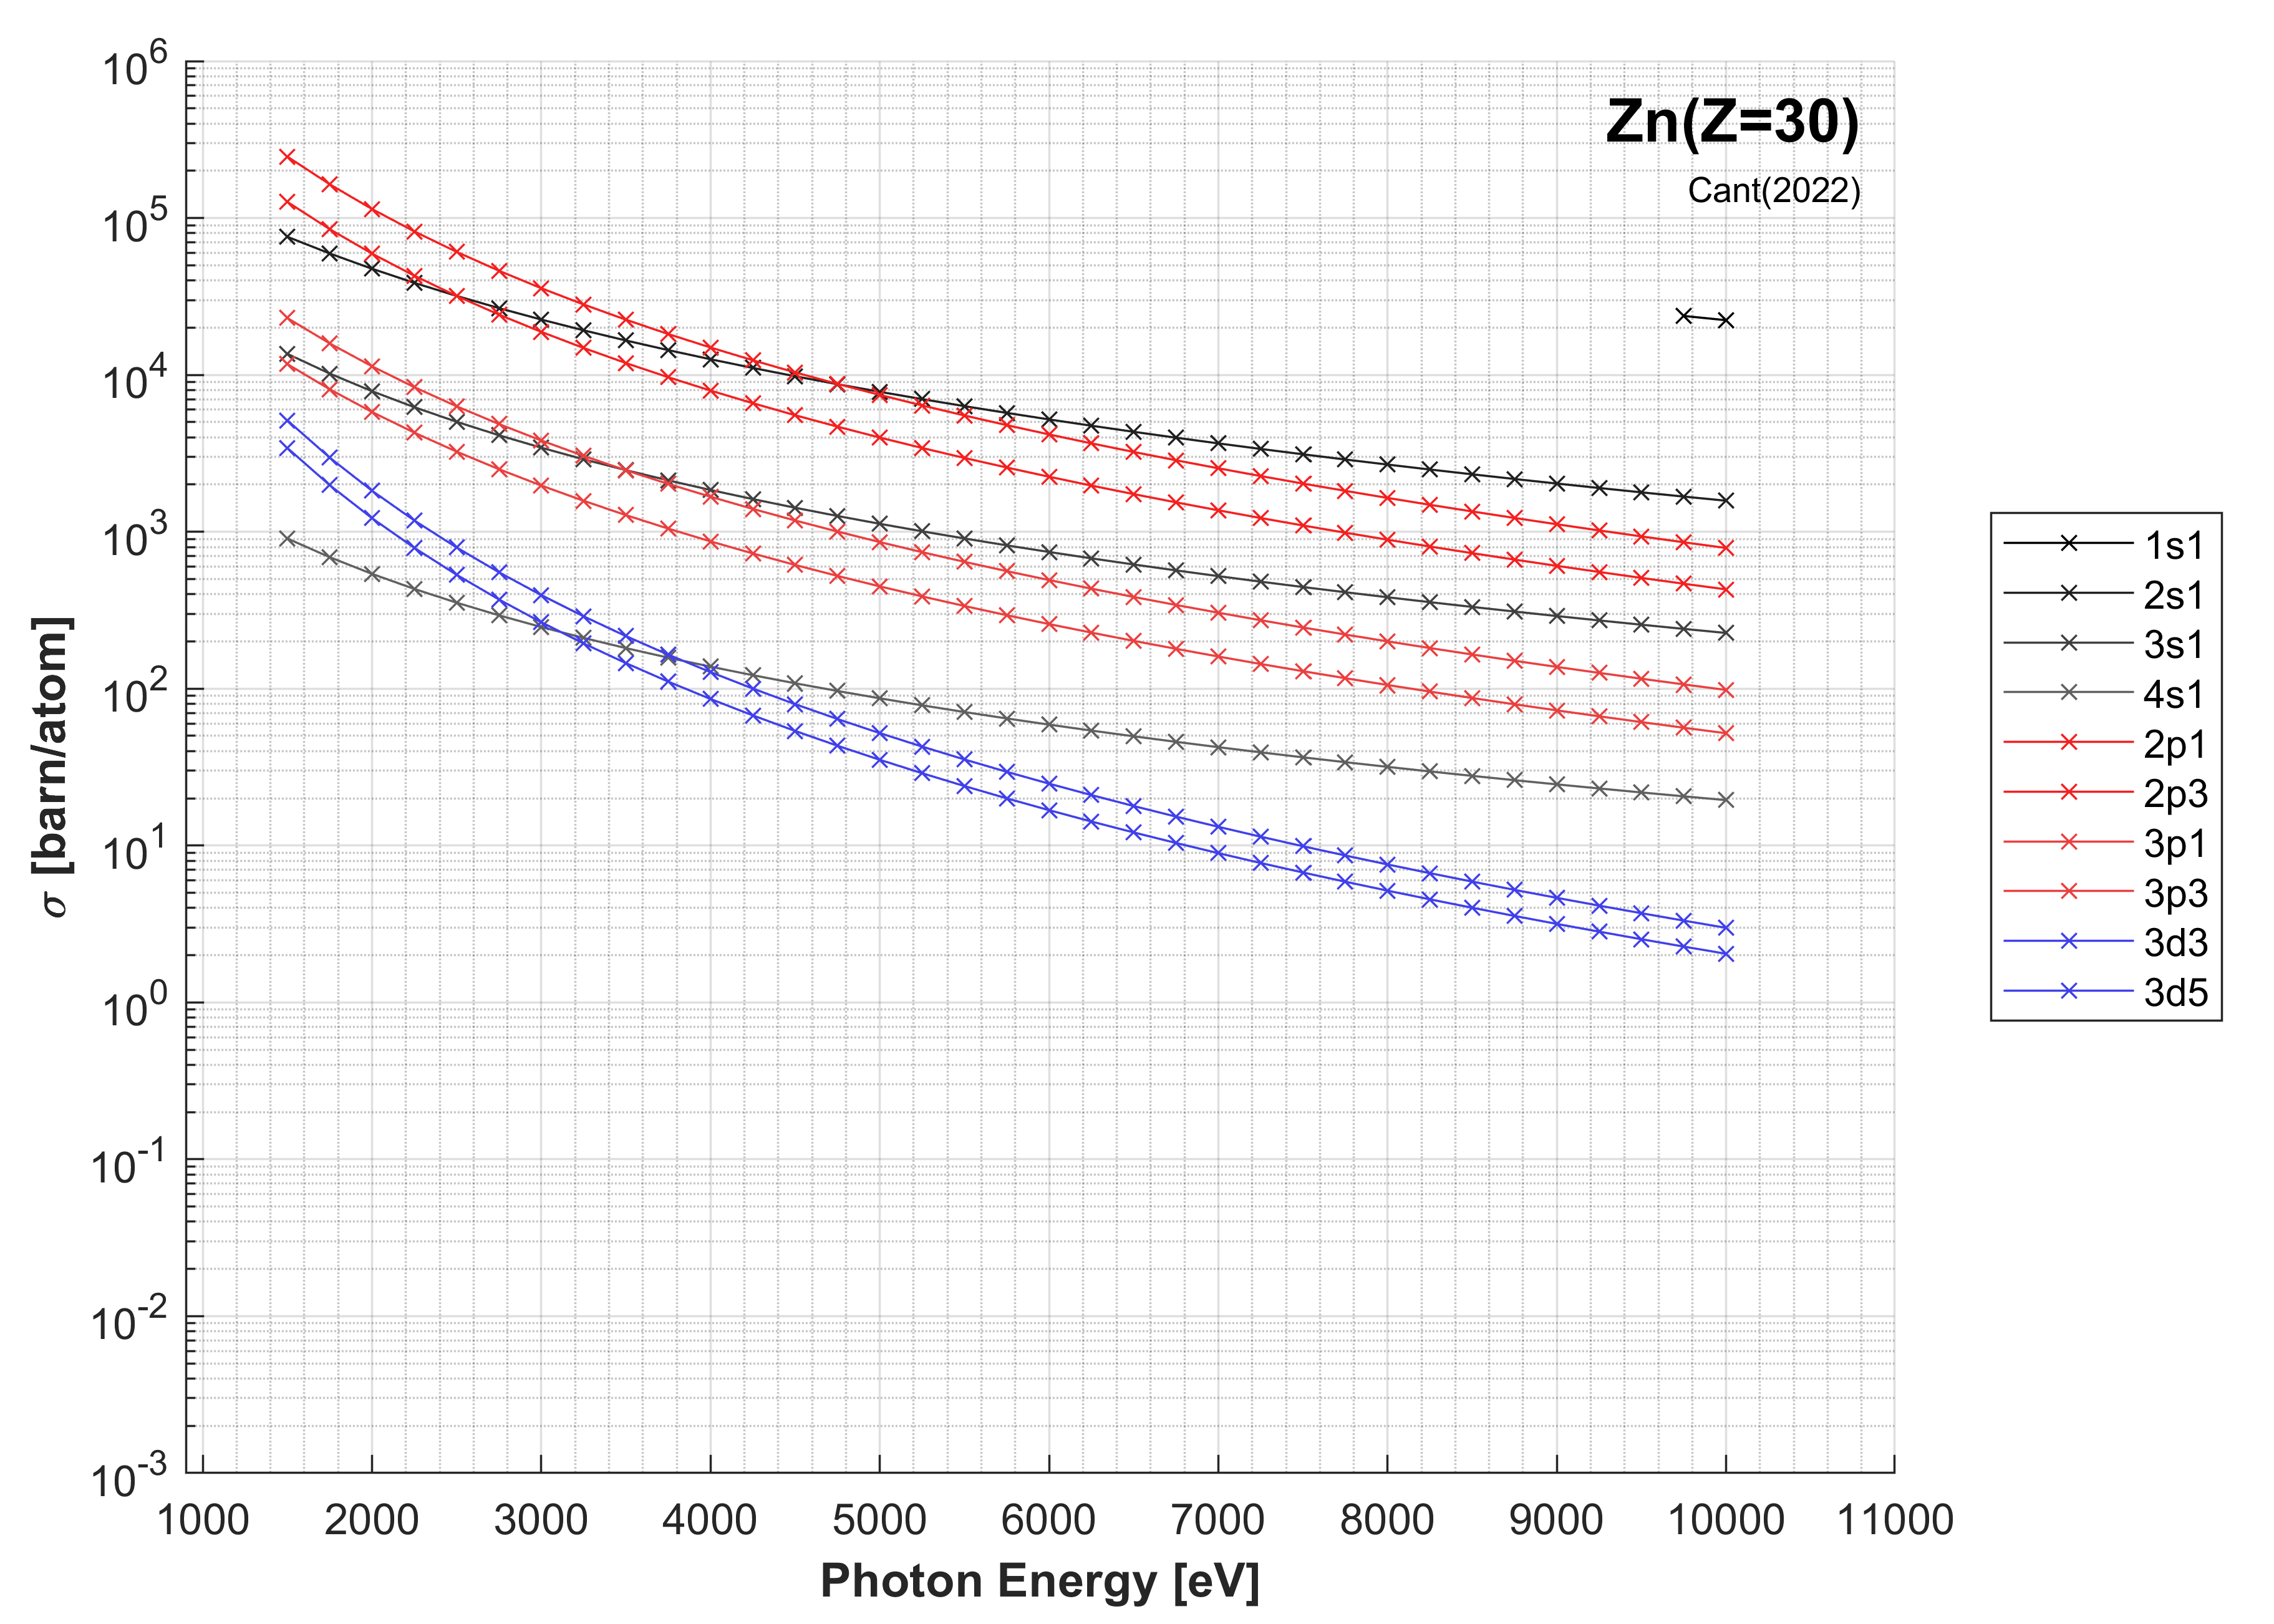 Zn(Z=30)
Cant(2022)
10^6
10^5
10^4
10^3
10^2
10^1
10^0
10^-1
10^-2
10^-3
σ [barn/atom]
1000 2000 3000 4000 5000 6000 7000 8000 9000 10000 11000
Photon Energy [eV]
1s1
2s1
3s1
4s1
2p1
2p3
3p1
3p3
3d3
3d5